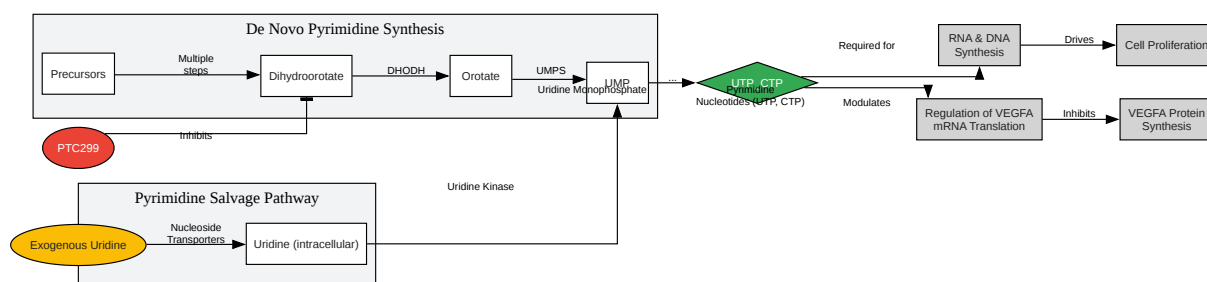 De Novo Pyrimidine Synthesis
Precursors
Multiple
steps
Dihydroorotate
DHODH
Orotate
UMPS
UMP
Uridine Monophosphate
...
UTP, CTP
Pyrimidine
Nucleotides (UTP, CTP)
Required for
RNA & DNA
Synthesis
Drives
Cell Proliferation
Modulates
Regulation of VEGFA
mRNA Translation
Inhibits
VEGFA Protein
Synthesis
PTC299
Inhibits
Uridine Kinase
Pyrimidine Salvage Pathway
Exogenous Uridine
Nucleoside
Transporters
Uridine (intracellular)